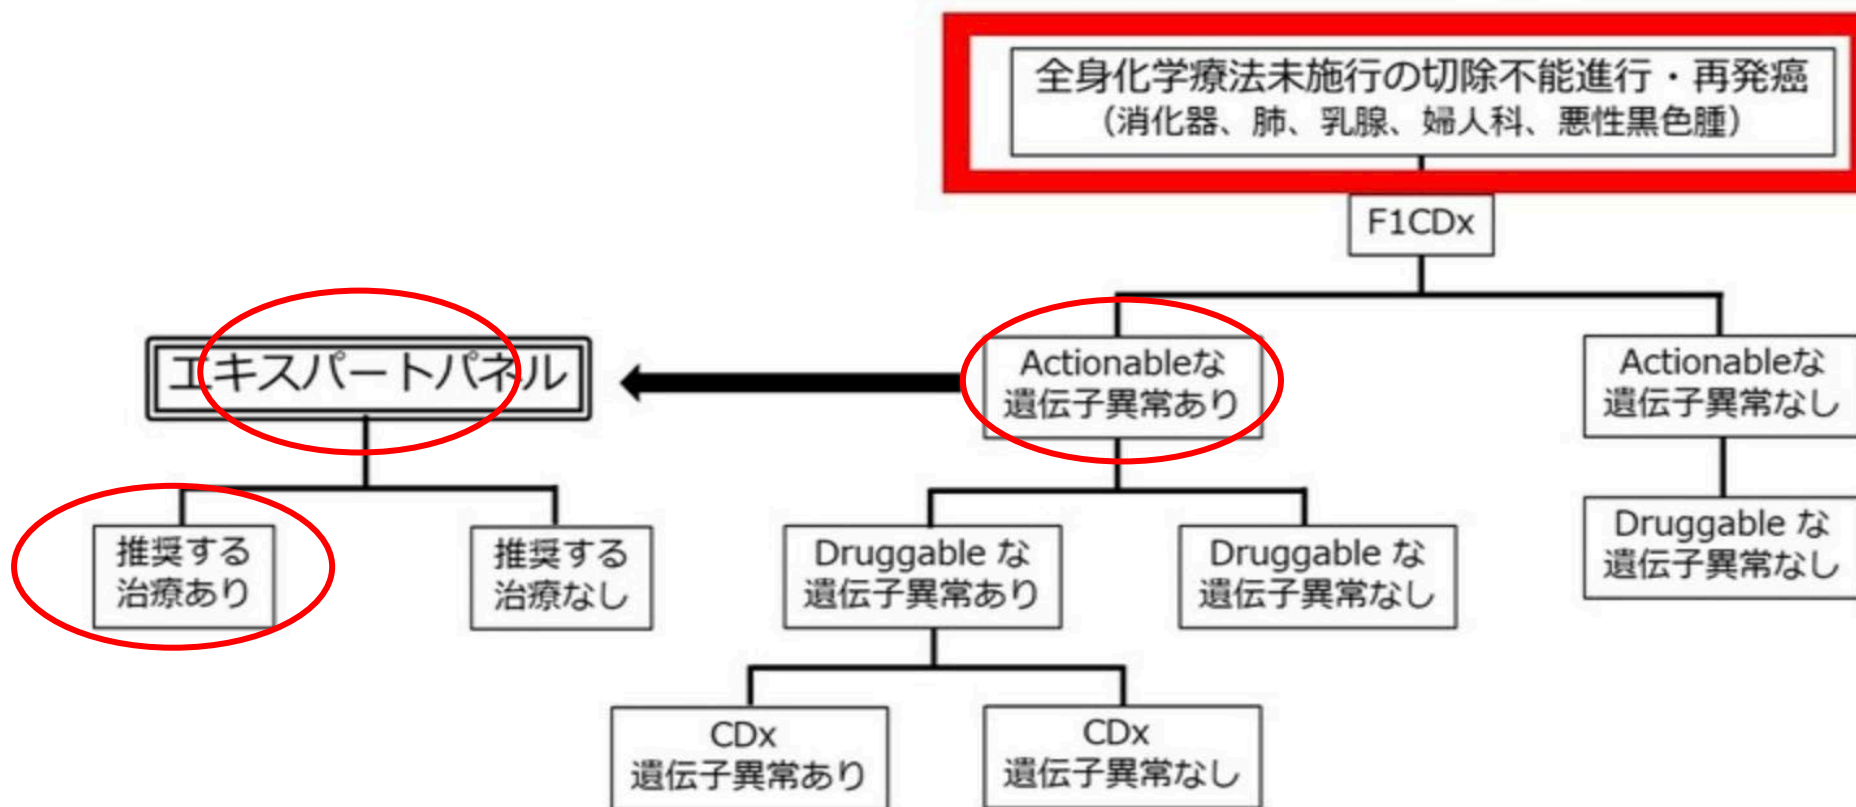 全身化学療法未施行の切除不能進行・再発癌
（消化器、肺、乳腺、婦人科、悪性黒色腫）
F1CDx
エキスパートパネル
Actionableな
遺伝子異常あり
Actionableな
遺伝子異常なし
推奨する
治療あり
推奨する
治療なし
Druggable な
遺伝子異常あり
Druggable な
遺伝子異常なし
Druggable な
遺伝子異常なし
CDx
遺伝子異常あり
CDx
遺伝子異常なし